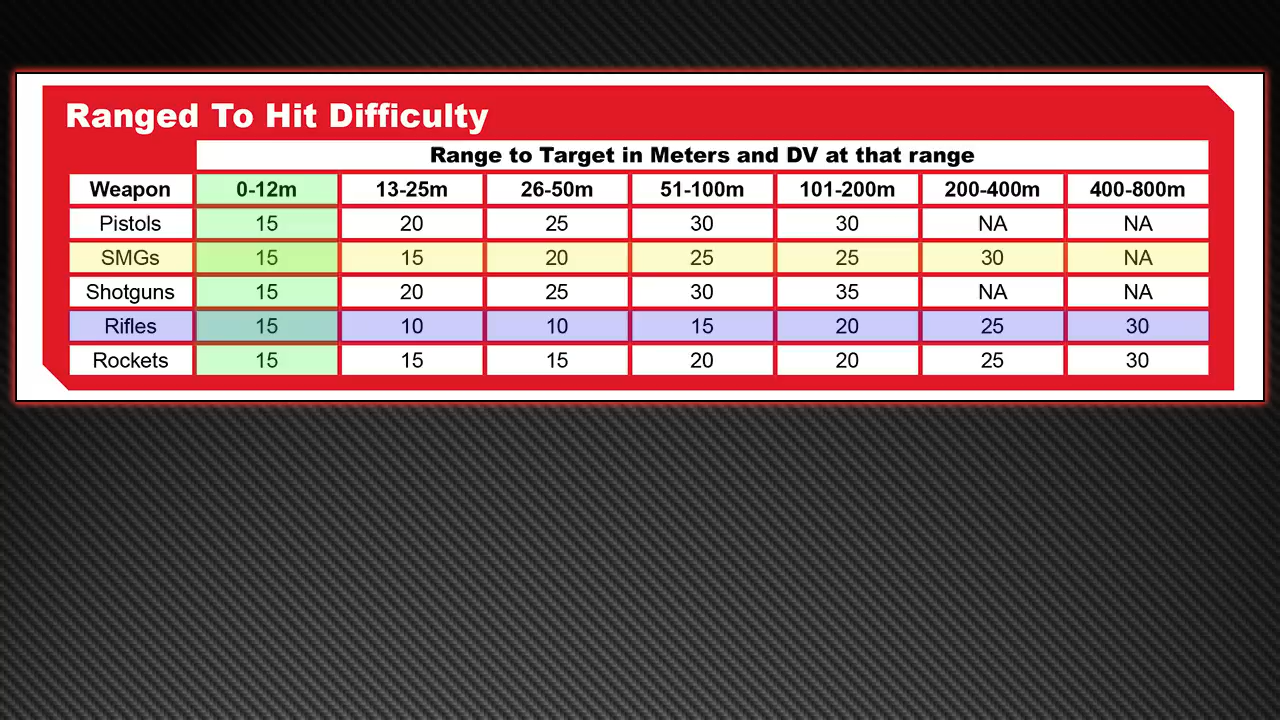 Ranged To Hit Difficulty
Range to Target in Meters and DV at that range
Weapon 0-12m 13-25m 26-50m 51-100m 101-200m 200-400m 400-800m
Pistols 15 20 25 30 30 NA NA
SMGs 15 15 20 25 25 30 NA
Shotguns 15 20 25 30 35 NA NA
Rifles 15 10 10 15 20 25 30
Rockets 15 15 15 20 20 25 30